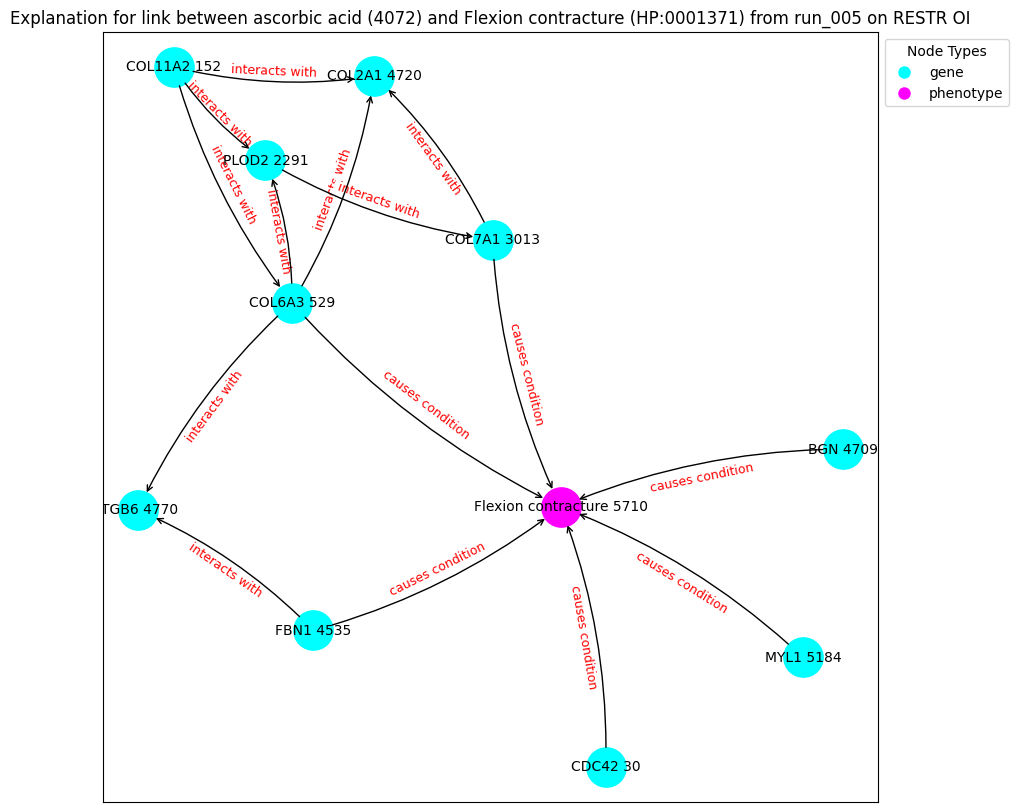 Explanation for link between ascorbic acid (4072) and Flexion contracture (HP:0001371) from run_005 on RESTR OI
Node Types
gene
phenotype
COL11A2 152
interacts with
COL2A1 4720
interacts with
interacts with
PLOD2 2291
interacts with
interacts with
interacts with
interacts with
COL7A1 3013
COL6A3 529
causes condition
causes condition
interacts with
BGN 4709
causes condition
TGB6 4770
Flexion contracture 5710
interacts with
causes condition
causes condition
causes condition
FBN1 4535
MYL1 5184
CDC42 30